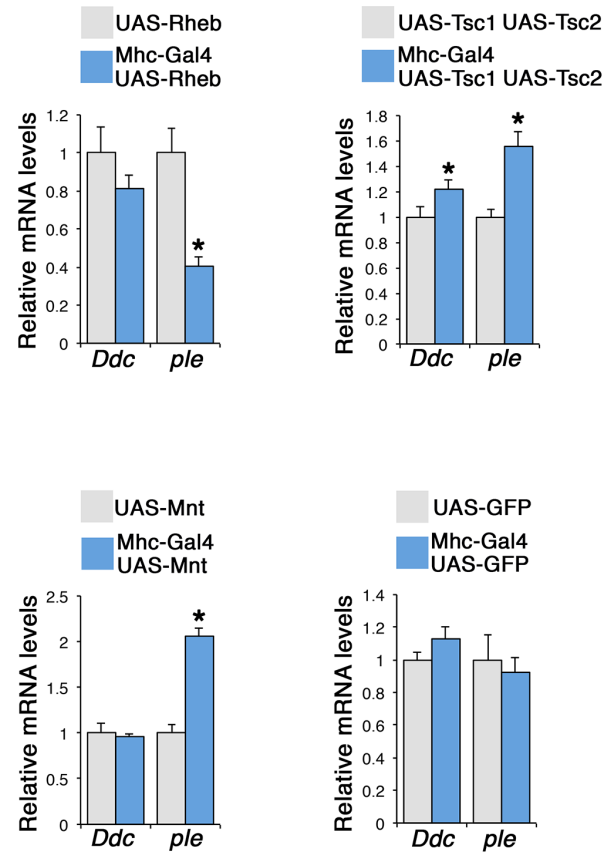 UAS-Rheb
Mhc-Gal4
UAS-Rheb
Relative mRNA levels
1.2
1
0.8
0.6
0.4
0.2
0
*
Ddc
ple
UAS-Tsc1 UAS-Tsc2
Mhc-Gal4
UAS-Tsc1 UAS-Tsc2
Relative mRNA levels
1.8
1.6
1.4
1.2
1
0.8
0.6
0.4
0.2
0
*
*
Ddc
ple
UAS-Mnt
Mhc-Gal4
UAS-Mnt
Relative mRNA levels
2.5
2
1.5
1
0.5
0
*
Ddc
ple
UAS-GFP
Mhc-Gal4
UAS-GFP
Relative mRNA levels
1.4
1.2
1
0.8
0.6
0.4
0.2
0
Ddc
ple